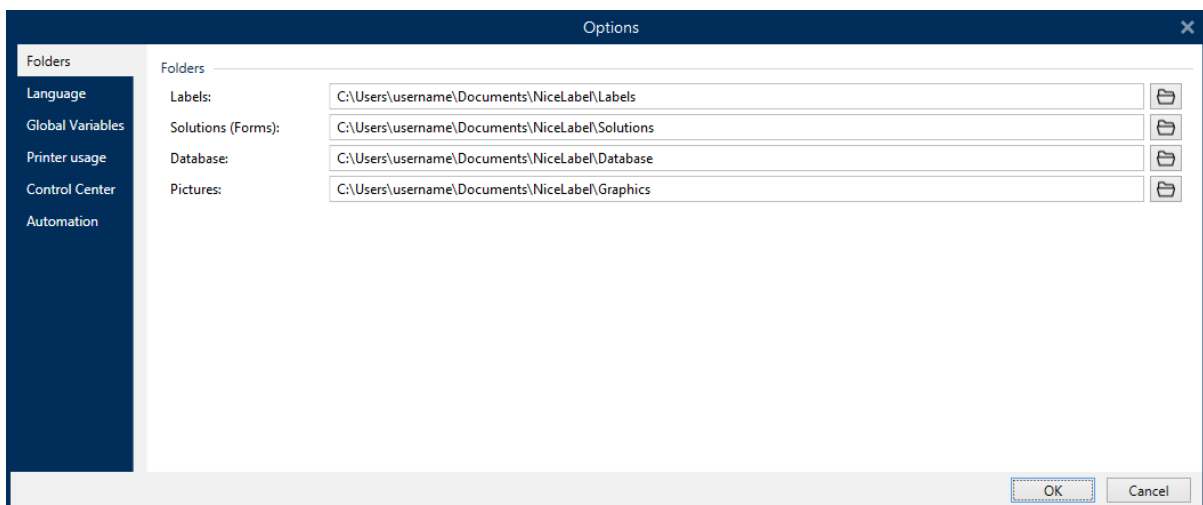 Options
Folders
Language
Global Variables
Printer usage
Control Center
Automation
Folders
Labels: C:\Users\username\Documents\NiceLabel\Labels
Solutions (Forms): C:\Users\username\Documents\NiceLabel\Solutions
Database: C:\Users\username\Documents\NiceLabel\Database
Pictures: C:\Users\username\Documents\NiceLabel\Graphics
OK Cancel